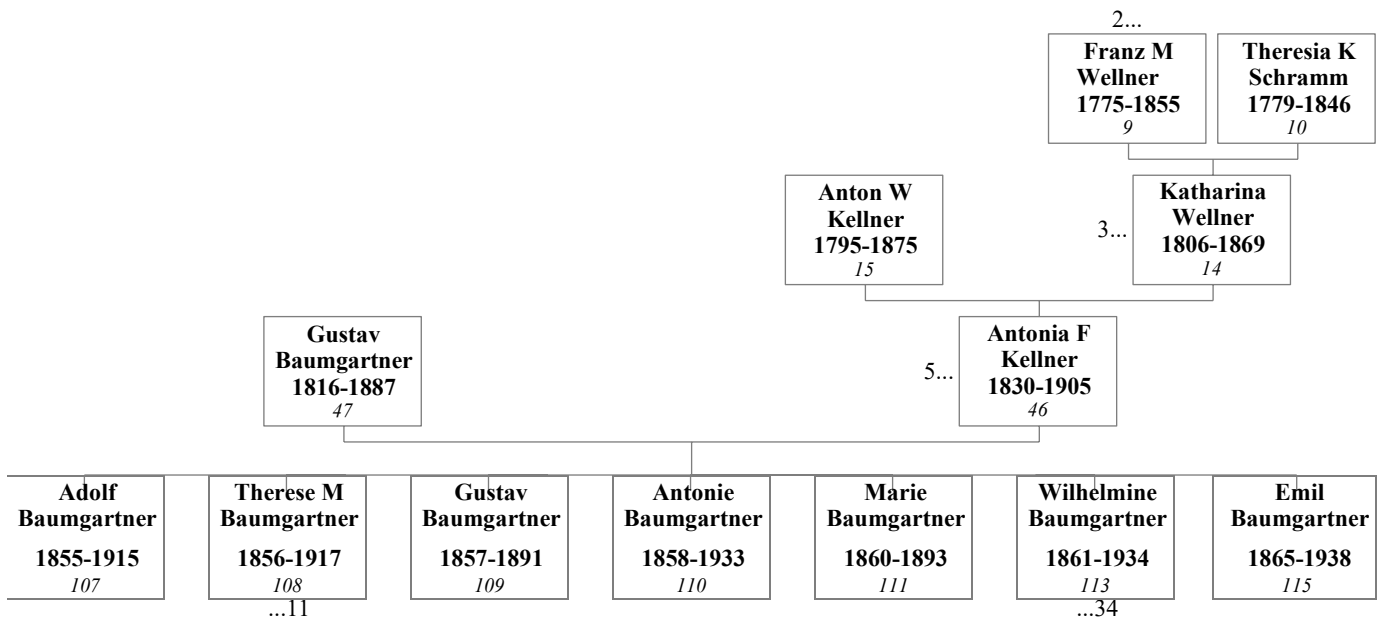 2...
Franz M
Wellner
1775-1855
9
Theresia K
Schramm
1779-1846
10
Anton W
Kellner
1795-1875
15
3...
Katharina
Wellner
1806-1869
14
Gustav
Baumgartner
1816-1887
47
5...
Antonia F
Kellner
1830-1905
46
Adolf
Baumgartner
1855-1915
107
Therese M
Baumgartner
1856-1917
108
...11
Gustav
Baumgartner
1857-1891
109
Antonie
Baumgartner
1858-1933
110
Marie
Baumgartner
1860-1893
111
Wilhelmine
Baumgartner
1861-1934
113
...34
Emil
Baumgartner
1865-1938
115